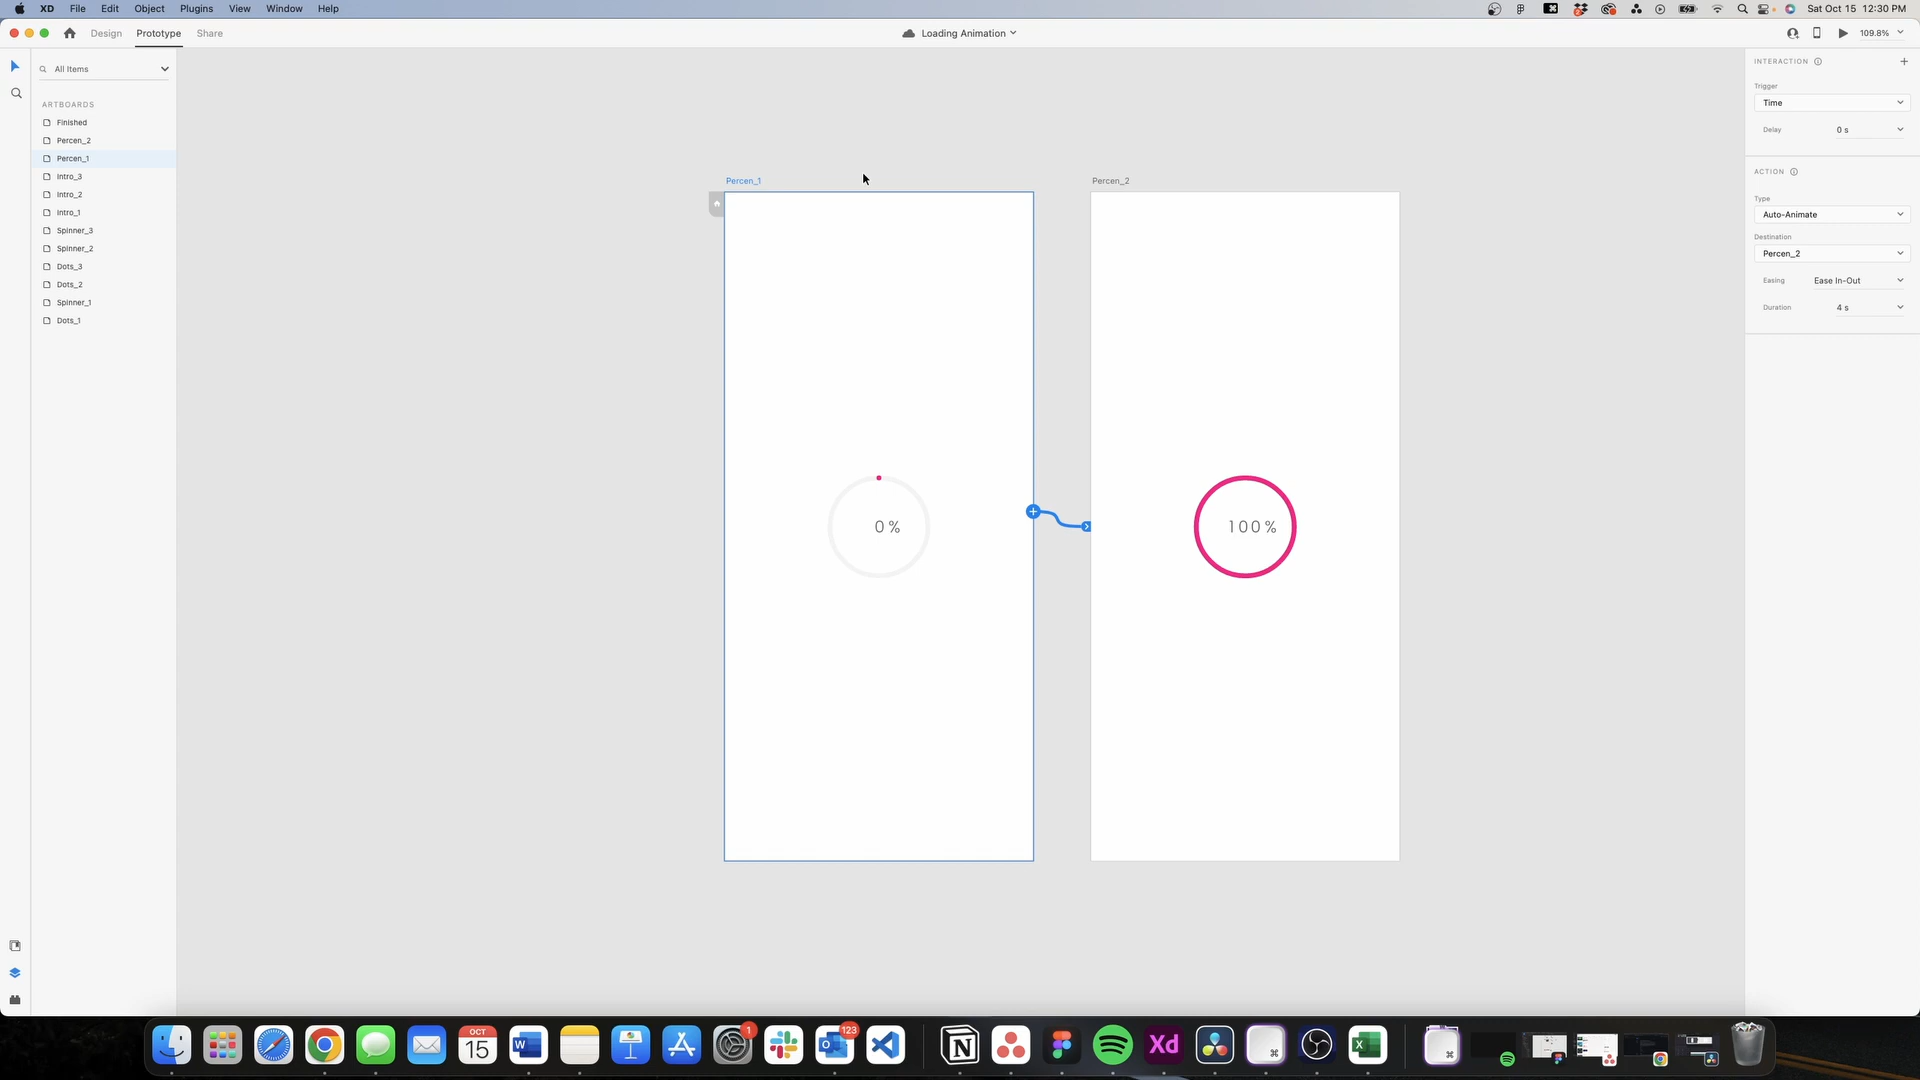 XD File Edit Object Plugins View Window Help
Sat Oct 15 12:30 PM
Design Prototype Share
Loading Animation
109.8%
All Items
ARTBOARDS
Finished
Percen_2
Percen_1
Intro_3
Intro_2
Intro_1
Spinner_3
Spinner_2
Dots_3
Dots_2
Spinner_1
Dots_1
Percen_1
0%
Percen_2
100%
INTERACTION
Trigger
Time
Delay 0 s
ACTION
Type
Auto-Animate
Destination
Percen_2
Easing Ease In-Out
Duration 4 s
OCT
15
W
1
123
N
Xd
X